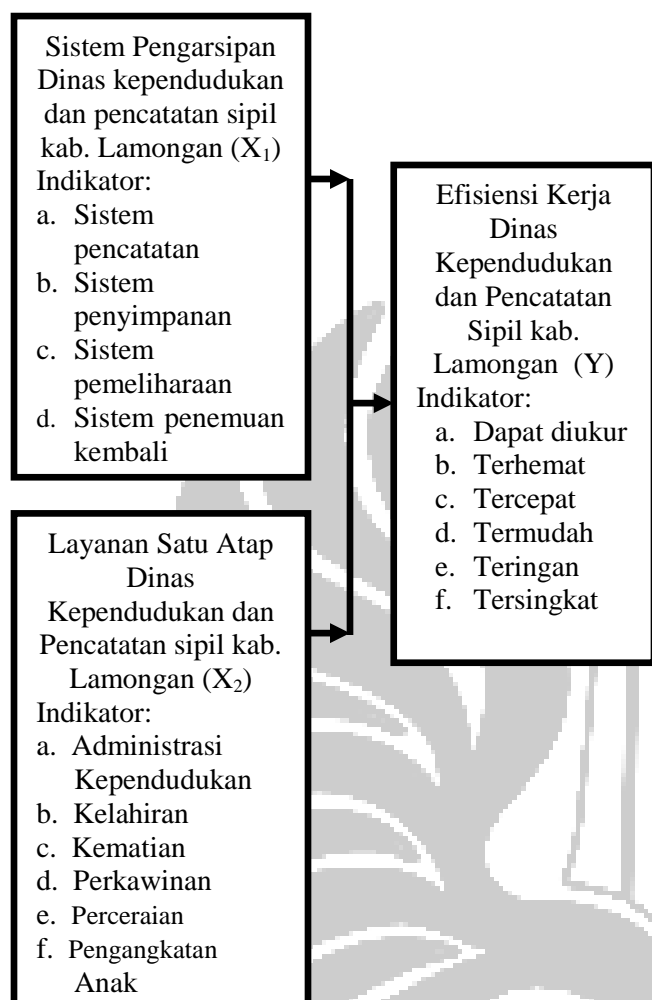 Sistem Pengarsipan
Dinas kependudukan
dan pencatatan sipil
kab. Lamongan (X₁)
Indikator:
a. Sistem
pencatatan
b. Sistem
penyimpanan
c. Sistem
pemeliharaan
d. Sistem penemuan
kembali
Layanan Satu Atap
Dinas
Kependudukan dan
Pencatatan sipil kab.
Lamongan (X₂)
Indikator:
a. Administrasi
Kependudukan
b. Kelahiran
c. Kematian
d. Perkawinan
e. Perceraian
f. Pengangkatan
Anak
Efisiensi Kerja
Dinas
Kependudukan
dan Pencatatan
Sipil kab.
Lamongan (Y)
Indikator:
a. Dapat diukur
b. Terhemat
c. Tercepat
d. Termudah
e. Teringan
f. Tersingkat